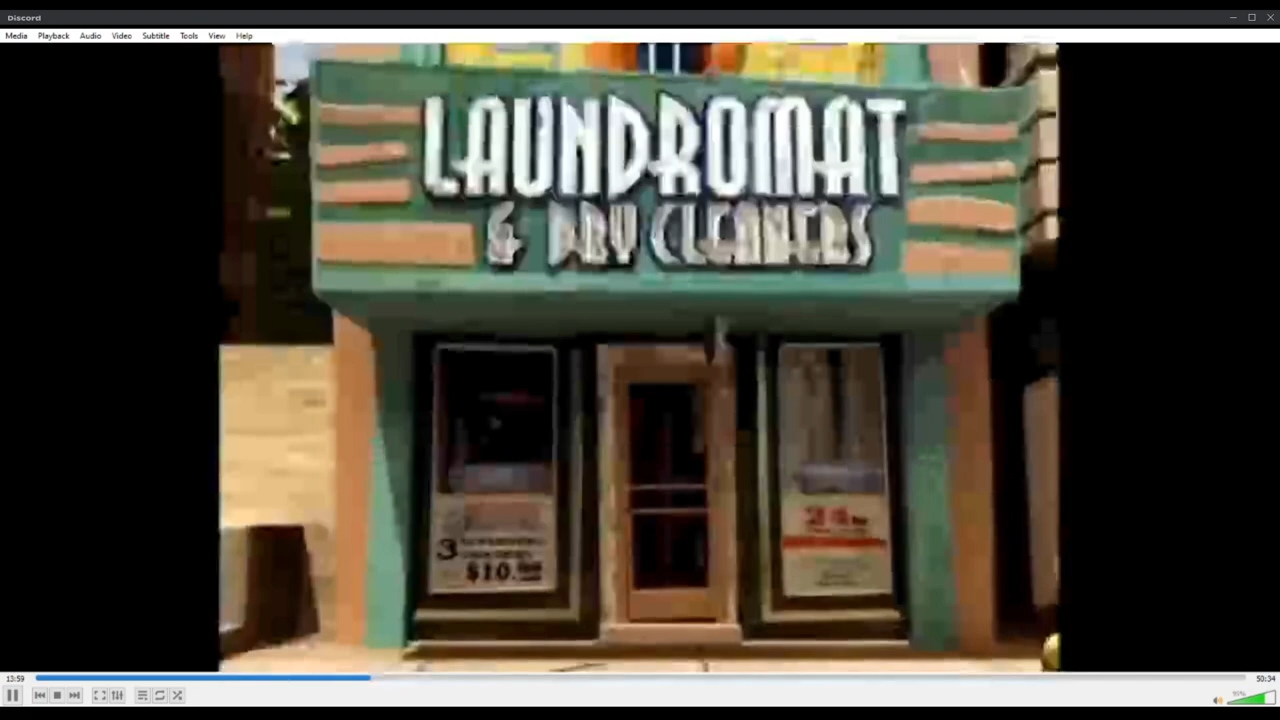 Discord
Media Playback Audio Video Subtitle Tools View Help
LAUNDROMAT
& DRY CLEANERS
3
$10.
24
13:59
50:34
95%